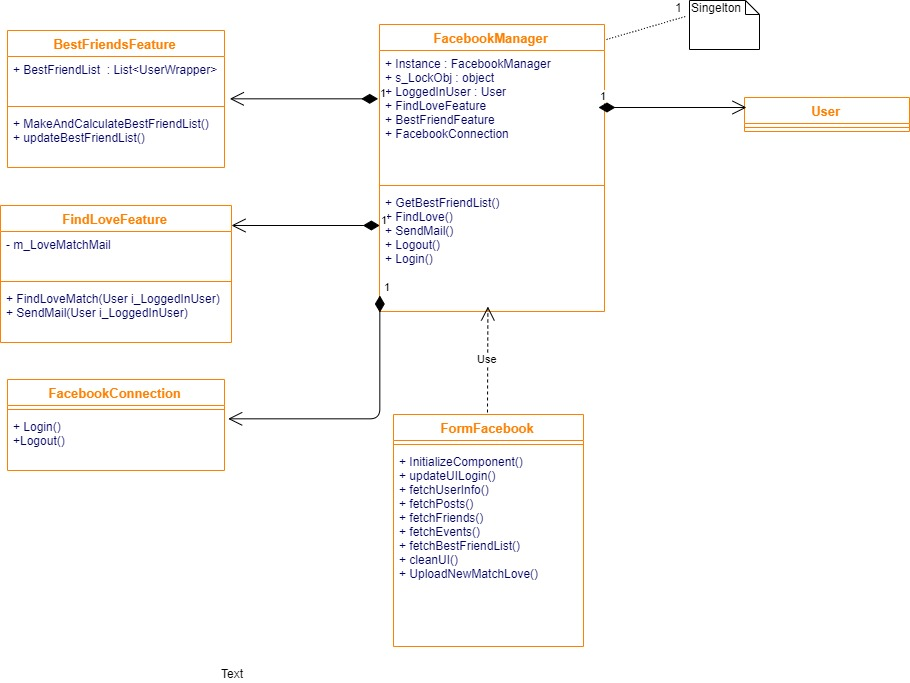 BestFriendsFeature
+ BestFriendList : List<UserWrapper>
+ MakeAndCalculateBestFriendList()
+ updateBestFriendList()
FacebookManager
+ Instance : FacebookManager
+ s_LockObj : object
+ LoggedInUser : User
+ FindLoveFeature
+ BestFriendFeature
+ FacebookConnection
+ GetBestFriendList()
+ FindLove()
+ SendMail()
+ Logout()
+ Login()
1
Singelton
1
1
1
1
User
FindLoveFeature
- m_LoveMatchMail
+ FindLoveMatch(User i_LoggedInUser)
+ SendMail(User i_LoggedInUser)
FacebookConnection
+ Login()
+Logout()
Use
FormFacebook
+ InitializeComponent()
+ updateUILogin()
+ fetchUserInfo()
+ fetchPosts()
+ fetchFriends()
+ fetchEvents()
+ fetchBestFriendList()
+ cleanUI()
+ UploadNewMatchLove()
Text